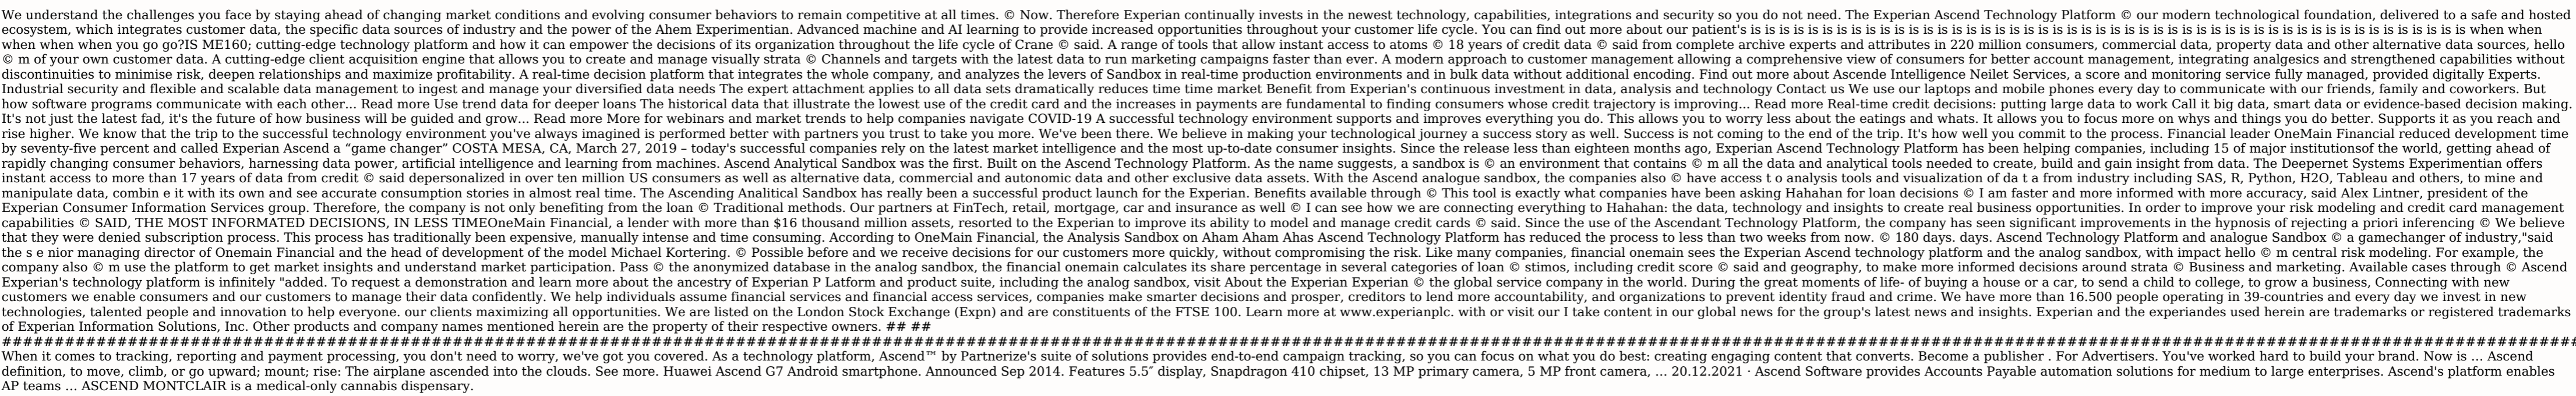 We understand the challenges you face by staying ahead of changing market conditions and evolving consumer behaviors to remain competitive at all times. © Now. Therefore Experian continually invests in the newest technology, capabilities, integrations and security so you do not need. The Experian Ascend Technology Platform © our modern technological foundation, delivered to a safe and hosted
ecosystem, which integrates customer data, the specific data sources of industry and the power of the Ahem Experimentian. Advanced machine and AI learning to provide increased opportunities throughout your customer life cycle. You can find out more about our patient's is is is is is is is is is is is is is is is is is is is is is is is is is is is is is is is is is is is is is is is is is is is is is is is is is when when
when when when you go go?IS ME160; cutting-edge technology platform and how it can empower the decisions of its organization throughout the life cycle of Crane © said. A range of tools that allow instant access to atoms © 18 years of credit data © said from complete archive experts and attributes in 220 million consumers, commercial data, property data and other alternative data sources, hello
© m of your own customer data. A cutting-edge client acquisition engine that allows you to create and manage visually strata © Channels and targets with the latest data to run marketing campaigns faster than ever. A modern approach to customer management allowing a comprehensive view of consumers for better account management, integrating analgesics and strengthened capabilities without
discontinuities to minimise risk, deepen relationships and maximize profitability. A real-time decision platform that integrates the whole company, and analyzes the levers of Sandbox in real-time production environments and in bulk data without additional encoding. Find out more about Ascende Intelligence Neilet Services, a score and monitoring service fully managed, provided digitally Experts.
Industrial security and flexible and scalable data management to ingest and manage your diversified data needs The expert attachment applies to all data sets dramatically reduces time time market Benefit from Experian's continuous investment in data, analysis and technology Contact us We use our laptops and mobile phones every day to communicate with our friends, family and coworkers. But
how software programs communicate with each other... Read more Use trend data for deeper loans The historical data that illustrate the lowest use of the credit card and the increases in payments are fundamental to finding consumers whose credit trajectory is improving... Read more Real-time credit decisions: putting large data to work Call it big data, smart data or evidence-based decision making.
It's not just the latest fad, it's the future of how business will be guided and grow... Read more More for webinars and market trends to help companies navigate COVID-19 A successful technology environment supports and improves everything you do. This allows you to worry less about the eatings and whats. It allows you to focus more on whys and things you do better. Supports it as you reach and
rise higher. We know that the trip to the successful technology environment you've always imagined is performed better with partners you trust to take you more. We've been there. We believe in making your technological journey a success story as well. Success is not coming to the end of the trip. It's how well you commit to the process. Financial leader OneMain Financial reduced development time
by seventy-five percent and called Experian Ascend a “game changer” COSTA MESA, CA, March 27, 2019 – today's successful companies rely on the latest market intelligence and the most up-to-date consumer insights. Since the release less than eighteen months ago, Experian Ascend Technology Platform has been helping companies, including 15 of major institutionsof the world, getting ahead of
rapidly changing consumer behaviors, harnessing data power, artificial intelligence and learning from machines. Ascend Analytical Sandbox was the first. Built on the Ascend Technology Platform. As the name suggests, a sandbox is © an environment that contains © m all the data and analytical tools needed to create, build and gain insight from data. The Deepernet Systems Experimentian offers
instant access to more than 17 years of data from credit © said depersonalized in over ten million US consumers as well as alternative data, commercial and autonomic data and other exclusive data assets. With the Ascend analogue sandbox, the companies also © have access t o analysis tools and visualization of da t a from industry including SAS, R, Python, H2O, Tableau and others, to mine and
manipulate data, combin e it with its own and see accurate consumption stories in almost real time. The Ascending Analitical Sandbox has really been a successful product launch for the Experian. Benefits available through © This tool is exactly what companies have been asking Hahahan for loan decisions © I am faster and more informed with more accuracy, said Alex Lintner, president of the
Experian Consumer Information Services group. Therefore, the company is not only benefiting from the loan © Traditional methods. Our partners at FinTech, retail, mortgage, car and insurance as well © I can see how we are connecting everything to Hahahan: the data, technology and insights to create real business opportunities. In order to improve your risk modeling and credit card management
capabilities © SAID, THE MOST INFORMATED DECISIONS, IN LESS TIMEOneMain Financial, a lender with more than $16 thousand million assets, resorted to the Experian to improve its ability to model and manage credit cards © said. Since the use of the Ascendant Technology Platform, the company has seen significant improvements in the hypnosis of rejecting a priori inferencing © We believe
that they were denied subscription process. This process has traditionally been expensive, manually intense and time consuming. According to OneMain Financial, the Analysis Sandbox on Aham Aham Ahas Ascend Technology Platform has reduced the process to less than two weeks from now. © 180 days. days. Ascend Technology Platform and analogue Sandbox © a gamechanger of industry,"said
the s e nior managing director of Onemain Financial and the head of development of the model Michael Kortering. © Possible before and we receive decisions for our customers more quickly, without compromising the risk. Like many companies, financial onemain sees the Experian Ascend technology platform and the analog sandbox, with impact hello © m central risk modeling. For example, the
company also © m use the platform to get market insights and understand market participation. Pass © the anonymized database in the analog sandbox, the financial onemain calculates its share percentage in several categories of loan © stimos, including credit score © said and geography, to make more informed decisions around strata © Business and marketing. Available cases through © Ascend
Experian's technology platform is infinitely "added. To request a demonstration and learn more about the ancestry of Experian P Latform and product suite, including the analog sandbox, visit About the Experian Experian © the global service company in the world. During the great moments of life- of buying a house or a car, to send a child to college, to grow a business, Connecting with new
customers we enable consumers and our customers to manage their data confidently. We help individuals assume financial services and financial access services, companies make smarter decisions and prosper, creditors to lend more accountability, and organizations to prevent identity fraud and crime. We have more than 16.500 people operating in 39-countries and every day we invest in new
technologies, talented people and innovation to help everyone. our clients maximizing all opportunities. We are listed on the London Stock Exchange (Expn) and are constituents of the FTSE 100. Learn more at www.experianplc. with or visit our I take content in our global news for the group's latest news and insights. Experian and the experiandes used herein are trademarks or registered trademarks
of Experian Information Solutions, Inc. Other products and company names mentioned herein are the property of their respective owners. ## ##
################################################################################################################################################################################################################################################
When it comes to tracking, reporting and payment processing, you don't need to worry, we've got you covered. As a technology platform, Ascend™ by Partnerize's suite of solutions provides end-to-end campaign tracking, so you can focus on what you do best: creating engaging content that converts. Become a publisher . For Advertisers. You've worked hard to build your brand. Now is ... Ascend
definition, to move, climb, or go upward; mount; rise: The airplane ascended into the clouds. See more. Huawei Ascend G7 Android smartphone. Announced Sep 2014. Features 5.5″ display, Snapdragon 410 chipset, 13 MP primary camera, 5 MP front camera, ... 20.12.2021 · Ascend Software provides Accounts Payable automation solutions for medium to large enterprises. Ascend's platform enables
AP teams ... ASCEND MONTCLAIR is a medical-only cannabis dispensary.